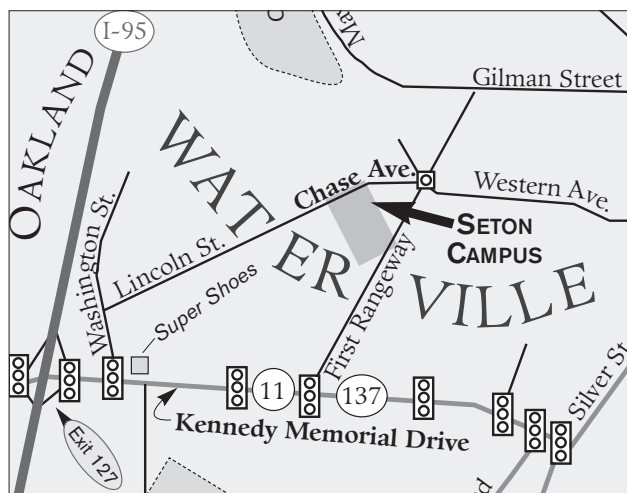 I-95
OAKLAND
Gilman Street
WATERVILLE
Chase Ave.
Western Ave.
SETON
CAMPUS
Washington St.
Lincoln St.
Super Shoes
First Rangeway
Silver St.
11
137
Kennedy Memorial Drive
Exit 127